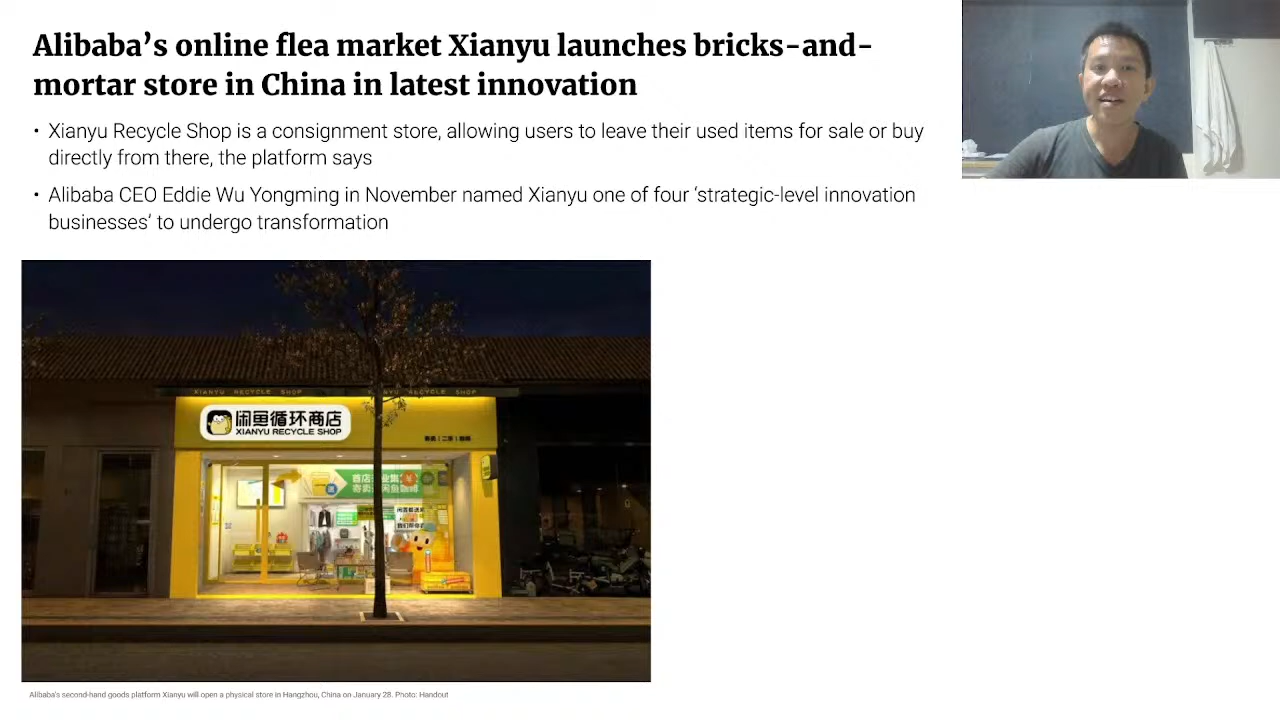 Alibaba’s online flea market Xianyu launches bricks-and-
mortar store in China in latest innovation
• Xianyu Recycle Shop is a consignment store, allowing users to leave their used items for sale or buy
directly from there, the platform says
• Alibaba CEO Eddie Wu Yongming in November named Xianyu one of four ‘strategic-level innovation
businesses’ to undergo transformation
XIANYU RECYCLE SHOP
XIANYU RECYCLE SHOP
闲鱼循环商店
XIANYU RECYCLE SHOP
Alibaba's second-hand goods platform Xianyu will open a physical store in Hangzhou, China on January 28. Photo: Handout